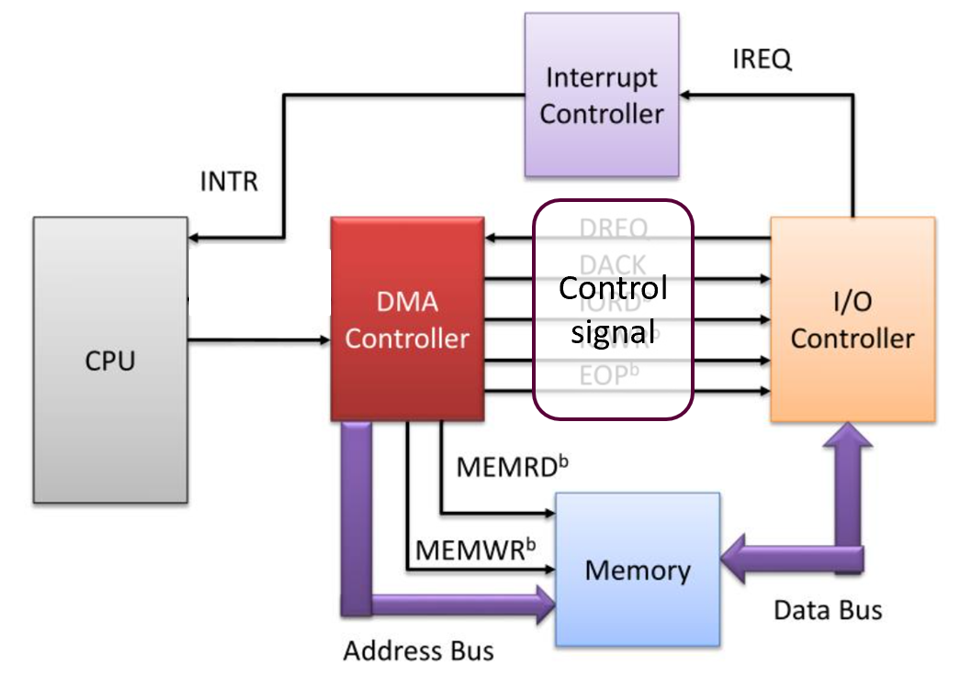 IREQ
Interrupt
Controller
INTR
DREQ
DACK
Control
signal
IORDᵇ
EOPᵇ
DMA
Controller
I/O
Controller
CPU
MEMRDᵇ
MEMWRᵇ
Memory
Data Bus
Address Bus